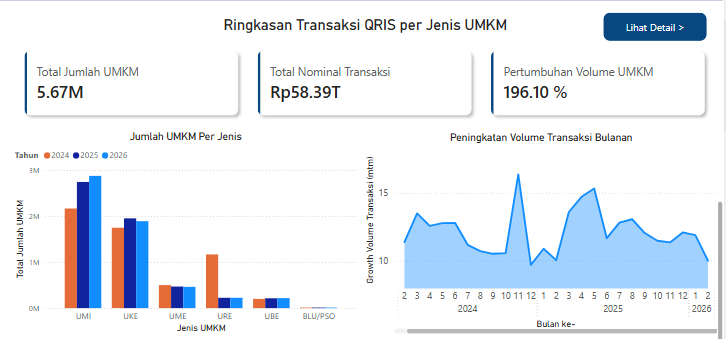 Ringkasan Transaksi QRIS per Jenis UMKM
Lihat Detail >
Total Jumlah UMKM
5.67M
Total Nominal Transaksi
Rp58.39T
Pertumbuhan Volume UMKM
196.10 %
Jumlah UMKM Per Jenis
Tahun 2024 2025 2026
Total Jumlah UMKM
3M
2M
1M
0M
UMI UKE UME URE UBE BLU/PSO
Jenis UMKM
Peningkatan Volume Transaksi Bulanan
Growth Volume Transaksi (mtm)
15
10
2 3 4 5 6 7 8 9 10 11 12 1 2 3 4 5 6 7 8 9 10 11 12 1 2
2024 2025 2026
Bulan ke-